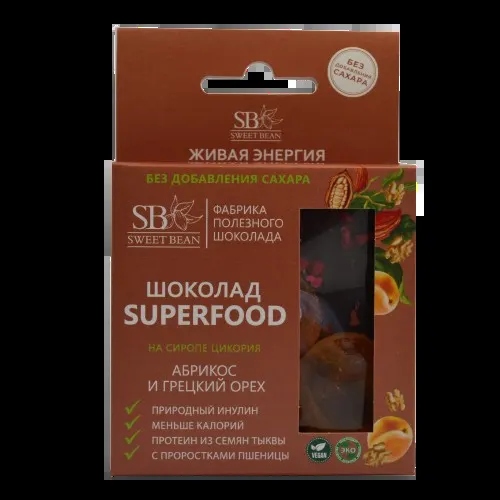 БЕЗ
ДОБАВЛЕНИЯ
САХАРА
SB
SWEET BEAN
ЖИВАЯ ЭНЕРГИЯ
БЕЗ ДОБАВЛЕНИЯ САХАРА
SB
SWEET BEAN
ФАБРИКА
ПОЛЕЗНОГО
ШОКОЛАДА
ШОКОЛАД
SUPERFOOD
НА СИРОПЕ ЦИКОРИЯ
АБРИКОС
И ГРЕЦКИЙ ОРЕХ
ПРИРОДНЫЙ ИНУЛИН
МЕНЬШЕ КАЛОРИЙ
ПРОТЕИН ИЗ СЕМЯН ТЫКВЫ
С ПРОРОСТКАМИ ПШЕНИЦЫ
VEGAN
ЭКО